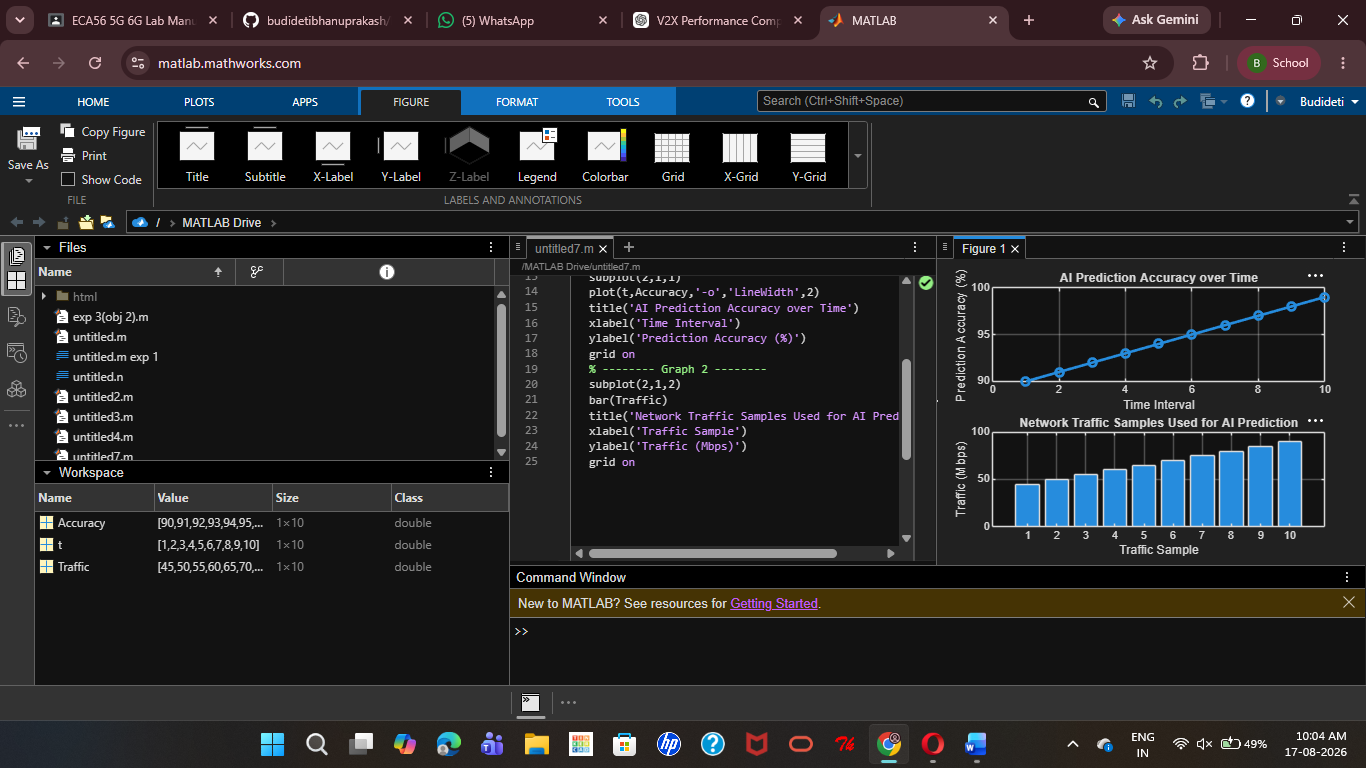 ECA56 5G 6G Lab Manu
budidetibhanuprakash/
(5) WhatsApp
V2X Performance Comp
MATLAB
Ask Gemini
matlab.mathworks.com
B School
HOME PLOTS APPS FIGURE FORMAT TOOLS
Search (Ctrl+Shift+Space)
Budideti
Save As
Copy Figure
Print
Show Code
FILE
Title Subtitle X-Label Y-Label Z-Label Legend Colorbar Grid X-Grid Y-Grid
LABELS AND ANNOTATIONS
/ MATLAB Drive
Files
Name
html
exp 3(obj 2).m
untitled.m
untitled.m exp 1
untitled.n
untitled2.m
untitled3.m
untitled4.m
untitled7.m
Workspace
Name Value Size Class
Accuracy [90,91,92,93,94,95,... 1×10 double
t [1,2,3,4,5,6,7,8,9,10] 1×10 double
Traffic [45,50,55,60,65,70,... 1×10 double
untitled7.m
/MATLAB Drive/untitled7.m
13 subplot(2,1,1)
14 plot(t,Accuracy,'-o','LineWidth',2)
15 title('AI Prediction Accuracy over Time')
16 xlabel('Time Interval')
17 ylabel('Prediction Accuracy (%)')
18 grid on
19 % -------- Graph 2 --------
20 subplot(2,1,2)
21 bar(Traffic)
22 title('Network Traffic Samples Used for AI Pred
23 xlabel('Traffic Sample')
24 ylabel('Traffic (Mbps)')
25 grid on
Figure 1
AI Prediction Accuracy over Time
Prediction Accuracy (%)
100
95
90
0 2 4 6 8 10
Time Interval
Network Traffic Samples Used for AI Prediction
Traffic (Mbps)
100
50
0
1 2 3 4 5 6 7 8 9 10
Traffic Sample
Command Window
New to MATLAB? See resources for Getting Started.
>>
ENG
IN
49%
10:04 AM
17-08-2026